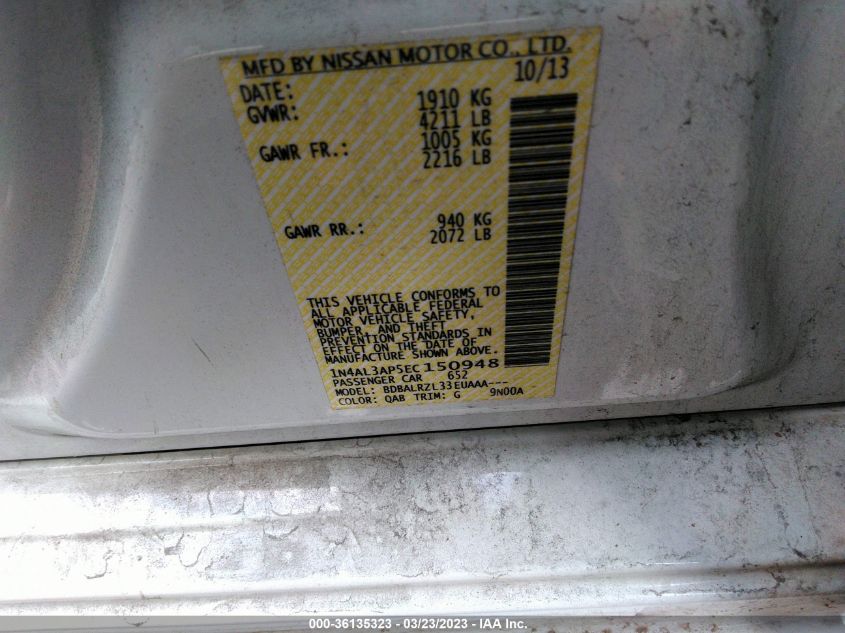 MFD BY NISSAN MOTOR CO., LTD.
DATE: 10/13
GVWR: 1910 KG
4211 LB
GAWR FR.: 1005 KG
2216 LB
GAWR RR.: 940 KG
2072 LB
THIS VEHICLE CONFORMS TO
ALL APPLICABLE FEDERAL
MOTOR VEHICLE SAFETY,
BUMPER, AND THEFT
PREVENTION STANDARDS IN
EFFECT ON THE DATE OF
MANUFACTURE SHOWN ABOVE.
1N4AL3AP5EC150948
PASSENGER CAR 652
MODEL: BDBALRZL33EUAAA---
COLOR: QAB TRIM: G 9N00A
000-36135323 — 03/23/2023 — IAA Inc.